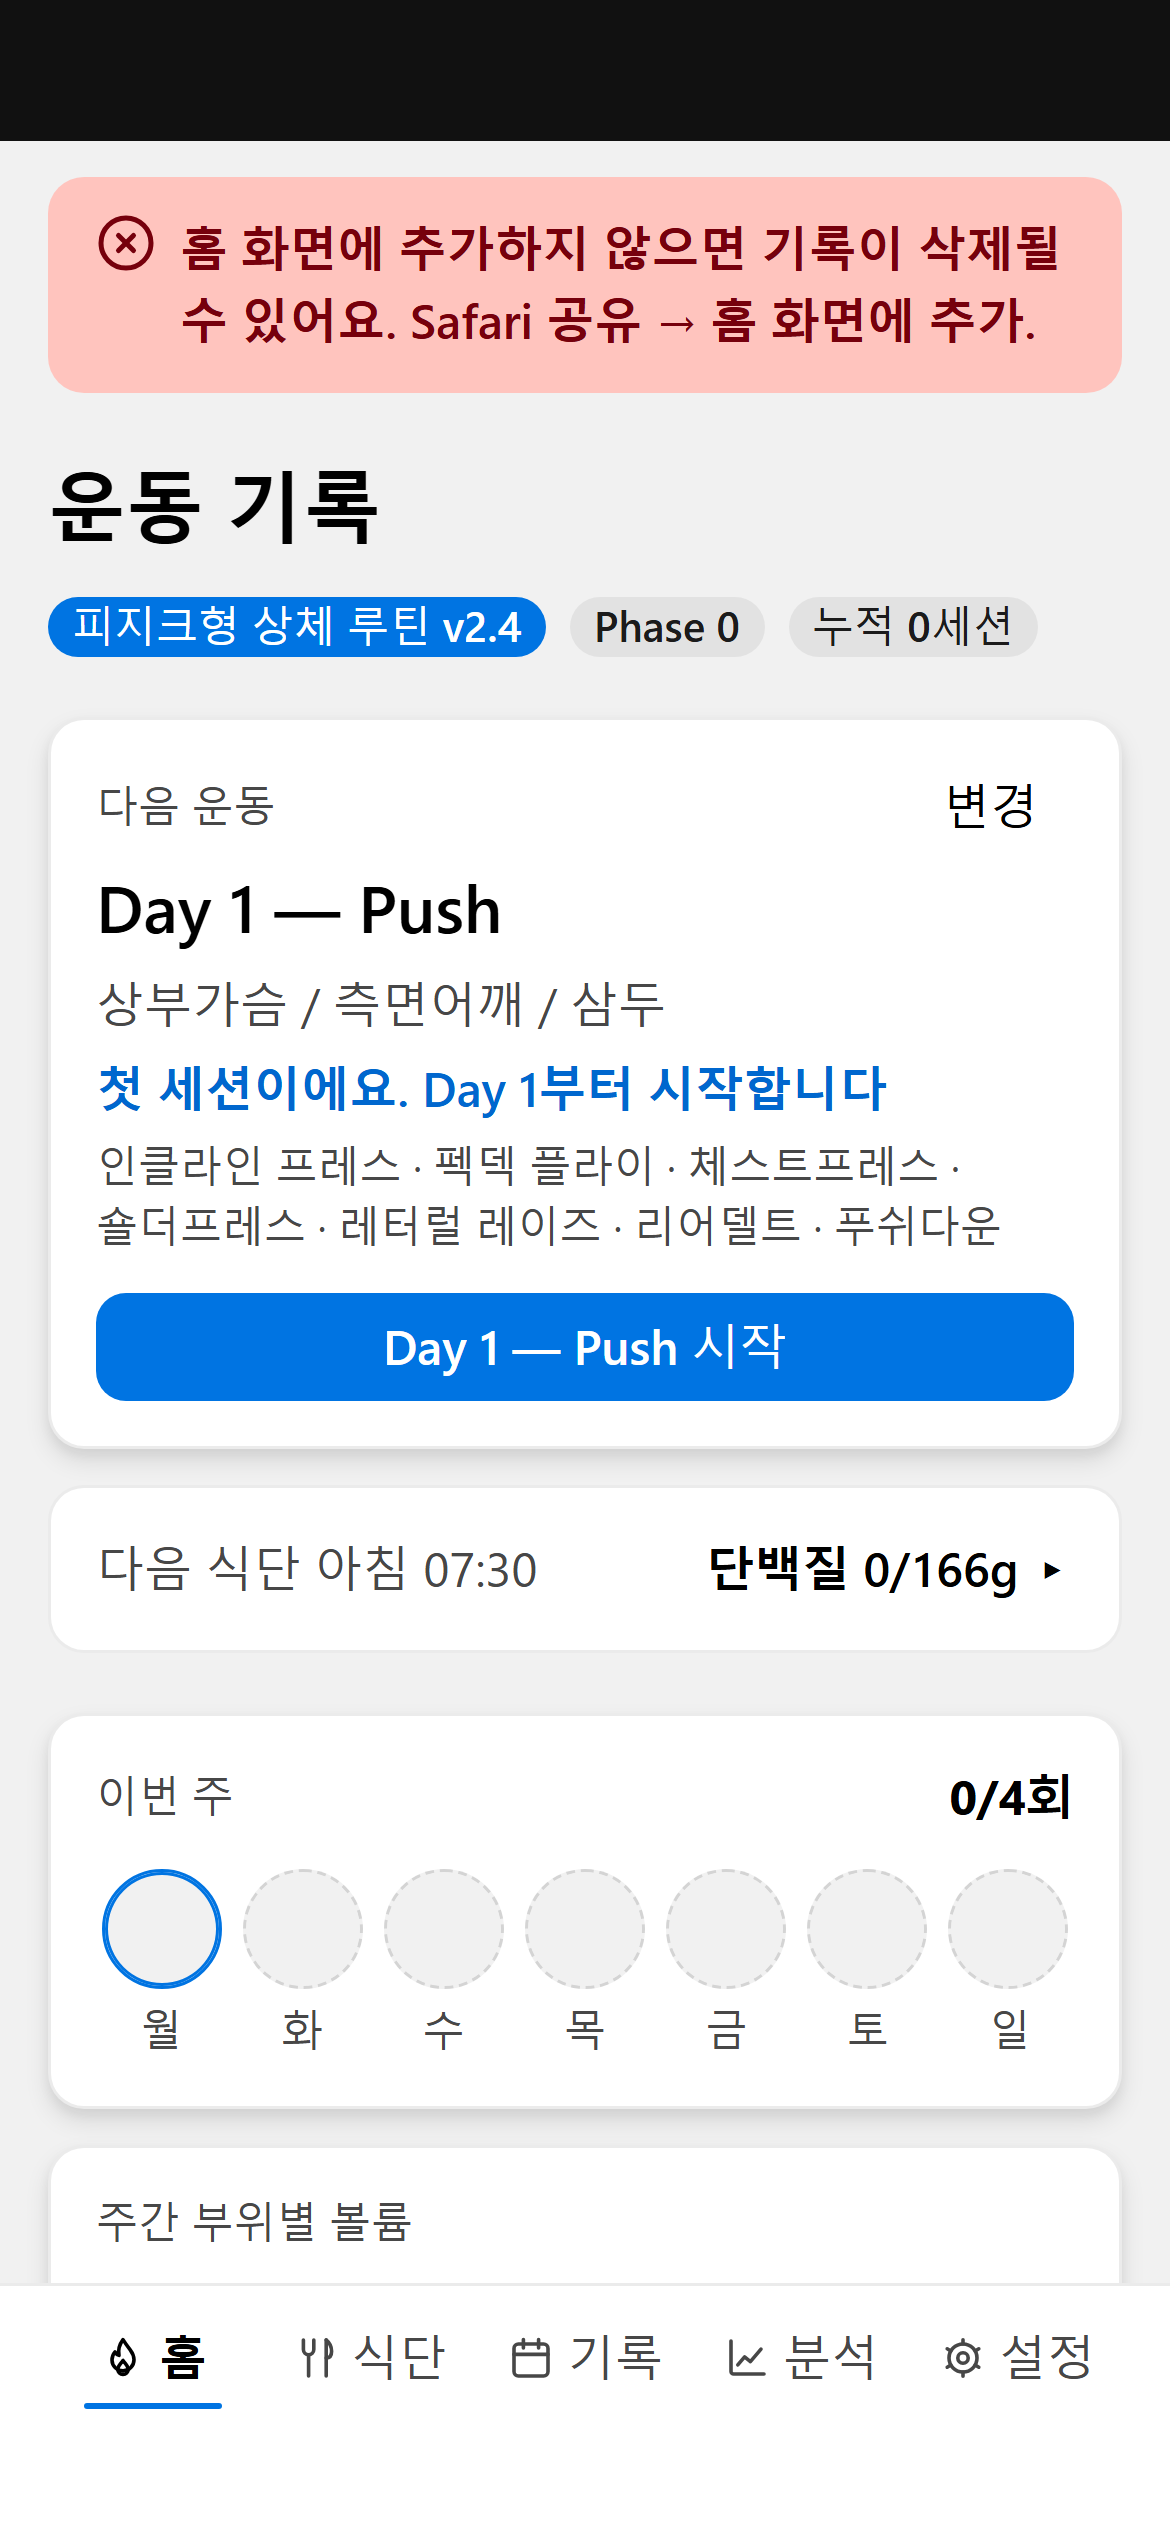 홈 화면에 추가하지 않으면 기록이 삭제될
수 있어요. Safari 공유 → 홈 화면에 추가.
운동 기록
피지크형 상체 루틴 v2.4
Phase 0
누적 0세션
다음 운동
변경
Day 1 — Push
상부가슴 / 측면어깨 / 삼두
첫 세션이에요. Day 1부터 시작합니다
인클라인 프레스 · 펙덱 플라이 · 체스트프레스 ·
숄더프레스 · 레터럴 레이즈 · 리어델트 · 푸쉬다운
Day 1 — Push 시작
다음 식단 아침 07:30
단백질 0/166g ▸
이번 주
0/4회
월 화 수 목 금 토 일
주간 부위별 볼륨
홈 식단 기록 분석 설정